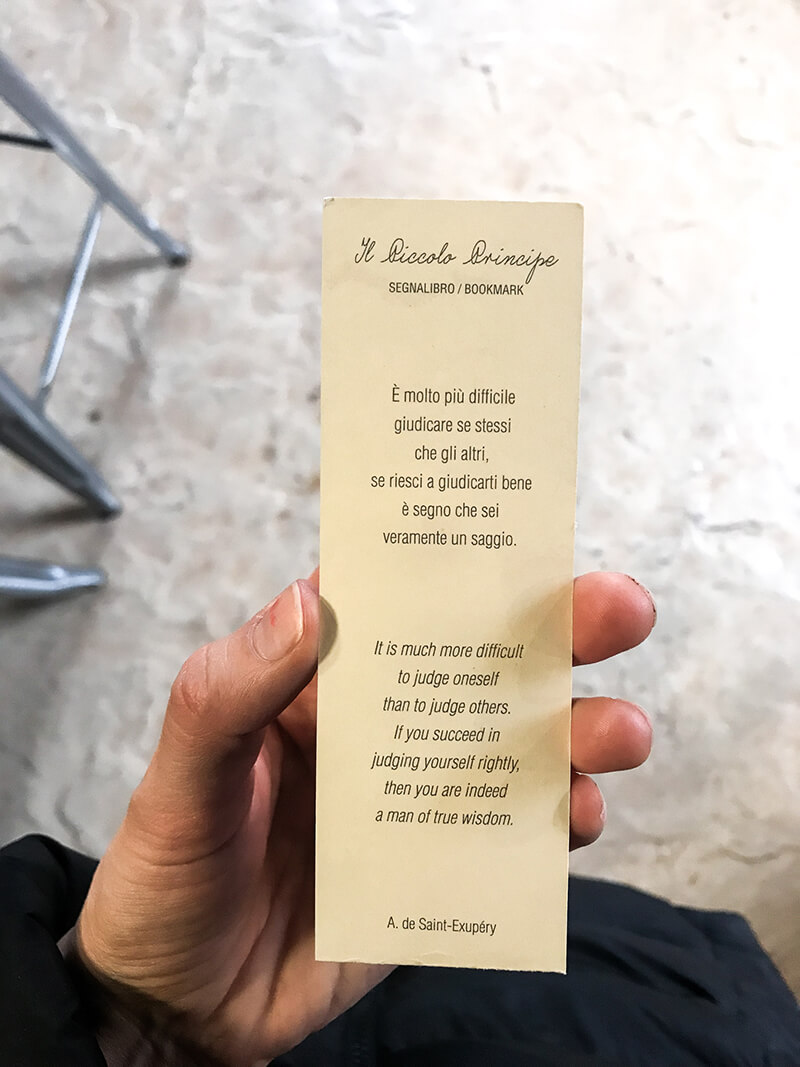 Il Piccolo Principe
SEGNALIBRO / BOOKMARK
È molto più difficile
giudicare se stessi
che gli altri,
se riesci a giudicarti bene
è segno che sei
veramente un saggio.
It is much more difficult
to judge oneself
than to judge others.
If you succeed in
judging yourself rightly,
then you are indeed
a man of true wisdom.
A. de Saint-Exupéry